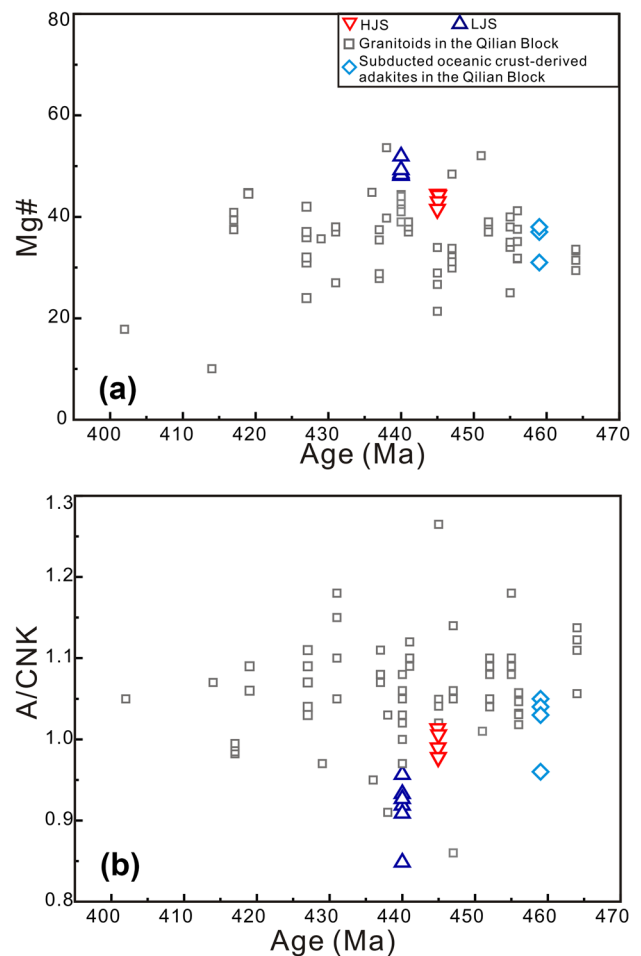 80
60
40
20
0
Mg#
HJS LJS
Granitoids in the Qilian Block
Subducted oceanic crust-derived
adakites in the Qilian Block
(a)
400 410 420 430 440 450 460 470
Age (Ma)
1.3
1.2
1.1
1.0
0.9
0.8
A/CNK
(b)
400 410 420 430 440 450 460 470
Age (Ma)